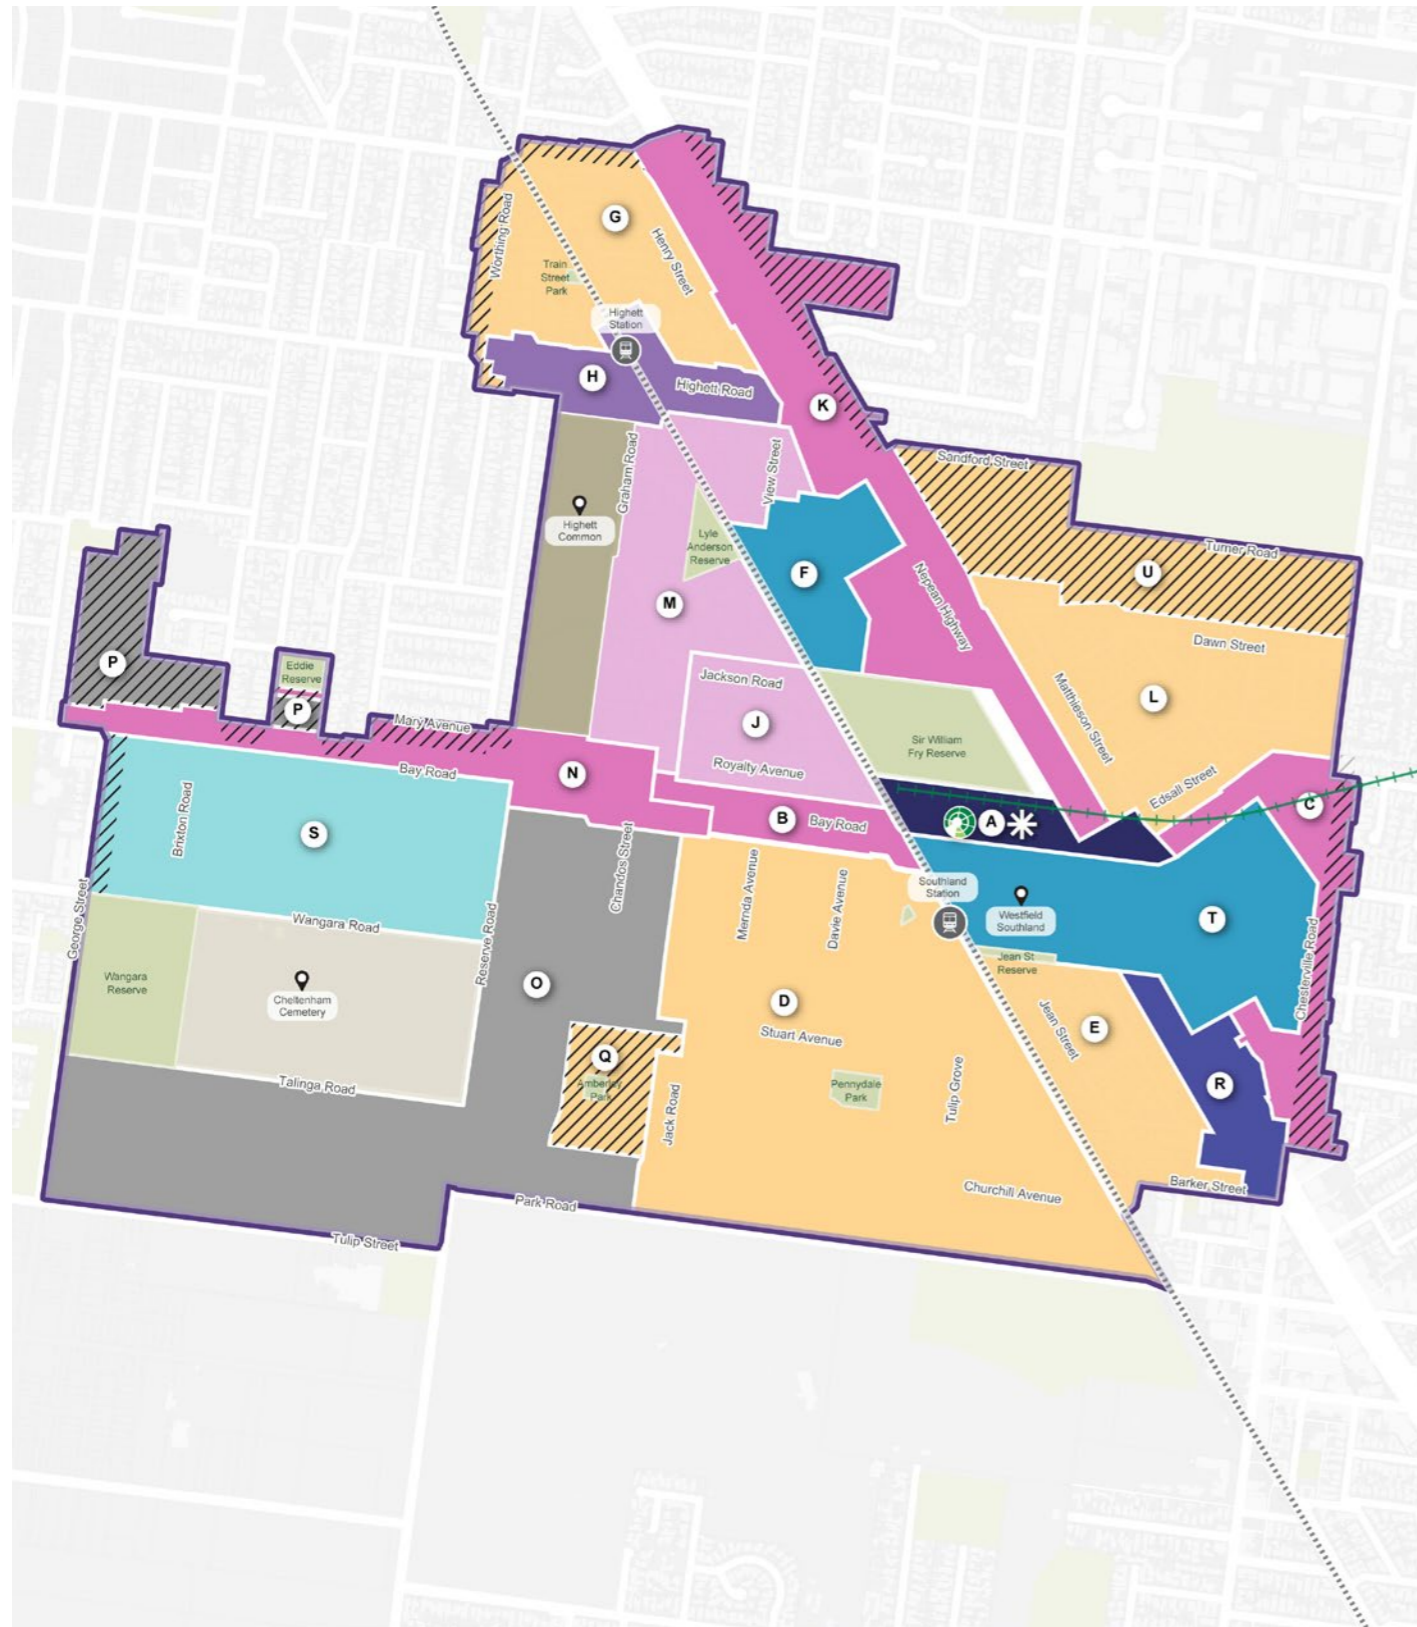 G
Worthing Road
Henry Street
Train
Street
Park
Highett
Station
H
Highett Road
K
Sandford Street
Graham Road
View Street
Highett
Common
Lyle
Anderson
Reserve
F
Turner Road
U
Nepean Highway
M
Dawn Street
P
Eddie
Reserve
P
Jackson Road
Matthieson Street
L
Mary Avenue
J
Sir William
Fry Reserve
Bay Road
N
Royalty Avenue
Edsall Street
C
Brixton Road
S
B
Bay Road
A
Chandos Street
Southland
Station
Merinda Avenue
Davie Avenue
Westfield
Southland
T
George Street
Wangara Road
Reserve Road
Chesterville Road
Wangara
Reserve
Cheltenham
Cemetery
O
D
Jean St
Reserve
Jean Street
E
Stuart Avenue
Q
Amberley
Park
Talinga Road
Jack Road
Pennydale
Park
Tulip Grove
R
Churchill Avenue
Barker Street
Park Road
Tulip Street